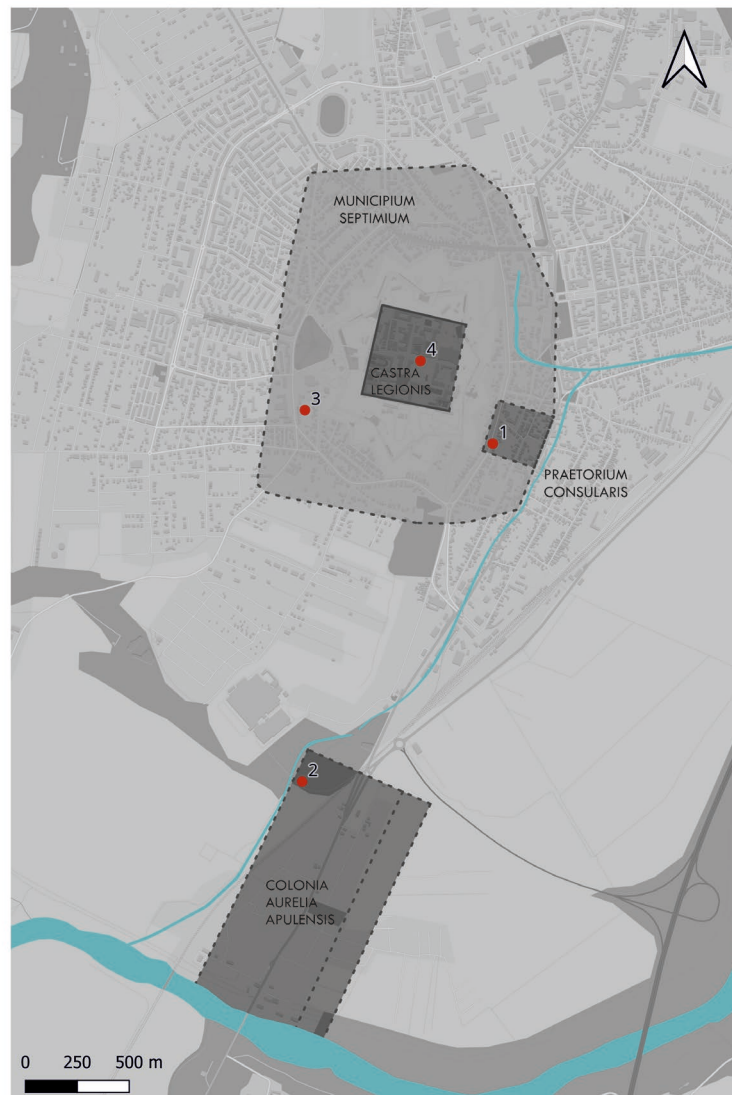 MUNICIPIUM
SEPTIMIUM
4
CASTRA
LEGIONIS
3
1
PRAETORIUM
CONSULARIS
2
COLONIA
AURELIA
APULENSIS
0 250 500 m